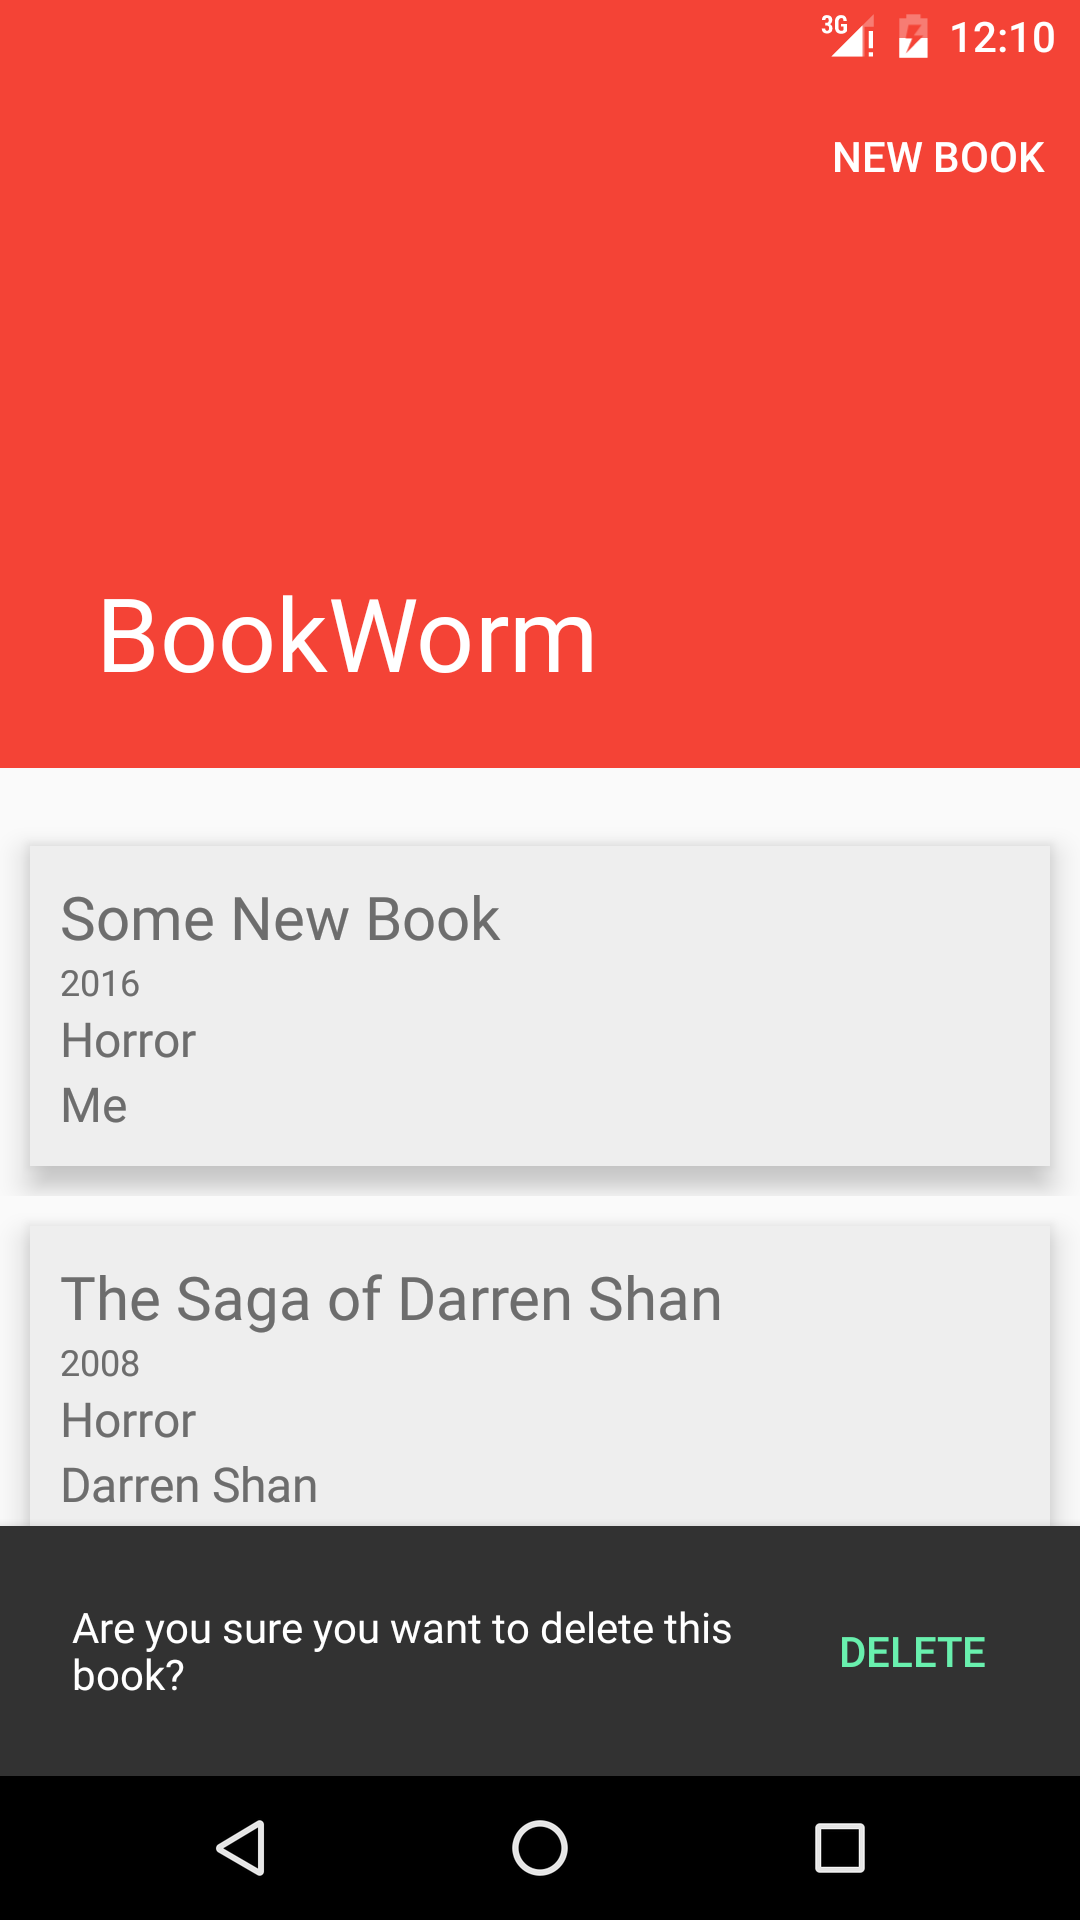 3G 12:10
NEW BOOK
BookWorm
Some New Book
2016
Horror
Me
The Saga of Darren Shan
2008
Horror
Darren Shan
Are you sure you want to delete this
book?
DELETE